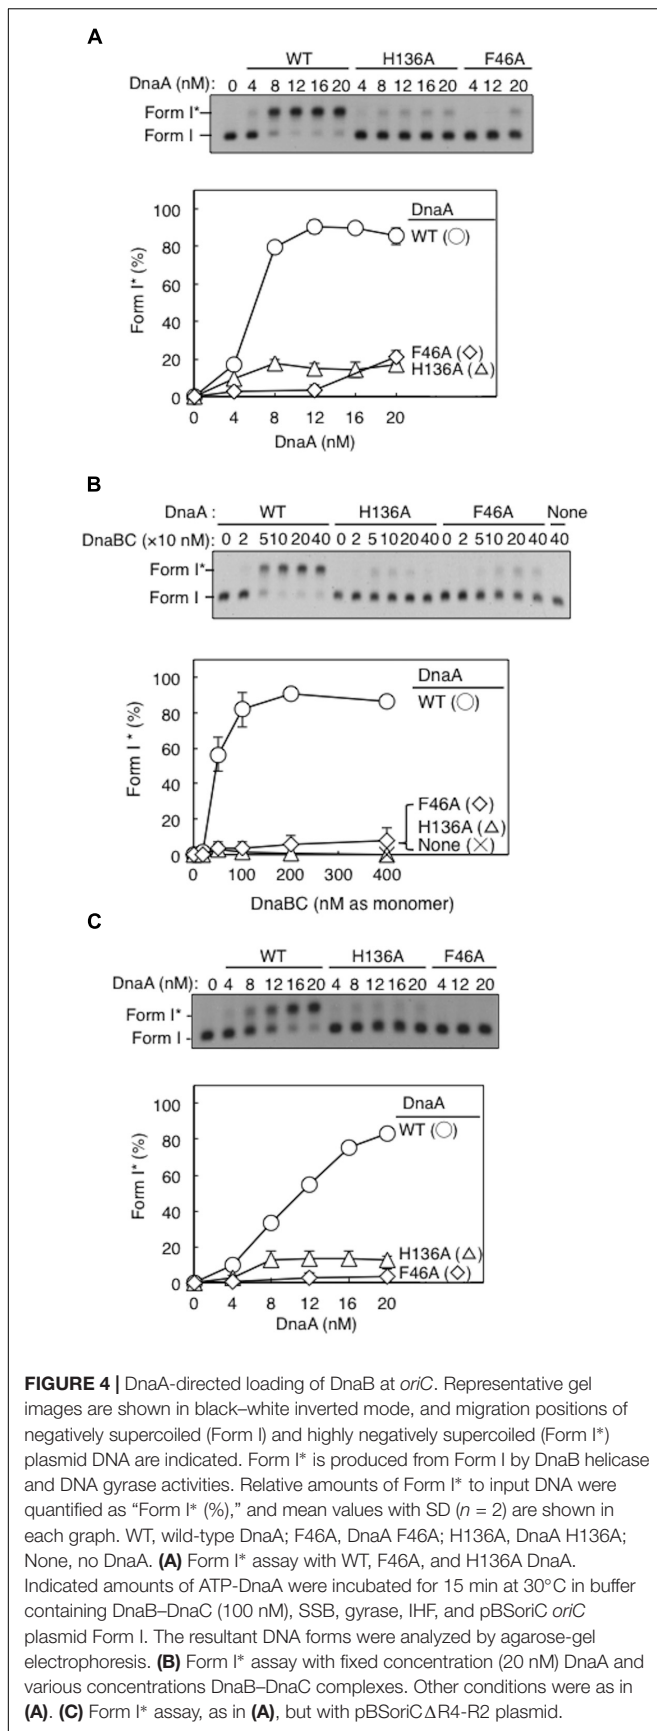 A
WT H136A F46A
DnaA (nM): 0 4 8 12 16 20 4 8 12 16 20 4 12 20
Form I*
Form I
100
80
60
40
20
0
Form I* (%)
DnaA
WT (○)
F46A (◇)
H136A (△)
0 4 8 12 16 20
DnaA (nM)
B
DnaA : WT H136A F46A None
DnaBC (×10 nM): 0 2 5 10 20 40 0 2 5 10 20 40 0 2 5 10 20 40 40
Form I*
Form I
100
80
60
40
20
0
Form I* (%)
DnaA
WT (○)
F46A (◇)
H136A (△)
None (×)
0 100 200 300 400
DnaBC (nM as monomer)
C
WT H136A F46A
DnaA (nM): 0 4 8 12 16 20 4 8 12 16 20 4 12 20
Form I*
Form I
100
80
60
40
20
0
Form I* (%)
DnaA
WT (○)
H136A (△)
F46A (◇)
0 4 8 12 16 20
DnaA (nM)
FIGURE 4 | DnaA-directed loading of DnaB at oriC. Representative gel
images are shown in black–white inverted mode, and migration positions of
negatively supercoiled (Form I) and highly negatively supercoiled (Form I*)
plasmid DNA are indicated. Form I* is produced from Form I by DnaB helicase
and DNA gyrase activities. Relative amounts of Form I* to input DNA were
quantified as “Form I* (%),” and mean values with SD (n = 2) are shown in
each graph. WT, wild-type DnaA; F46A, DnaA F46A; H136A, DnaA H136A;
None, no DnaA. (A) Form I* assay with WT, F46A, and H136A DnaA.
Indicated amounts of ATP-DnaA were incubated for 15 min at 30°C in buffer
containing DnaB–DnaC (100 nM), SSB, gyrase, IHF, and pBSoriC oriC
plasmid Form I. The resultant DNA forms were analyzed by agarose-gel
electrophoresis. (B) Form I* assay with fixed concentration (20 nM) DnaA and
various concentrations DnaB–DnaC complexes. Other conditions were as in
(A). (C) Form I* assay, as in (A), but with pBSoriCΔR4-R2 plasmid.